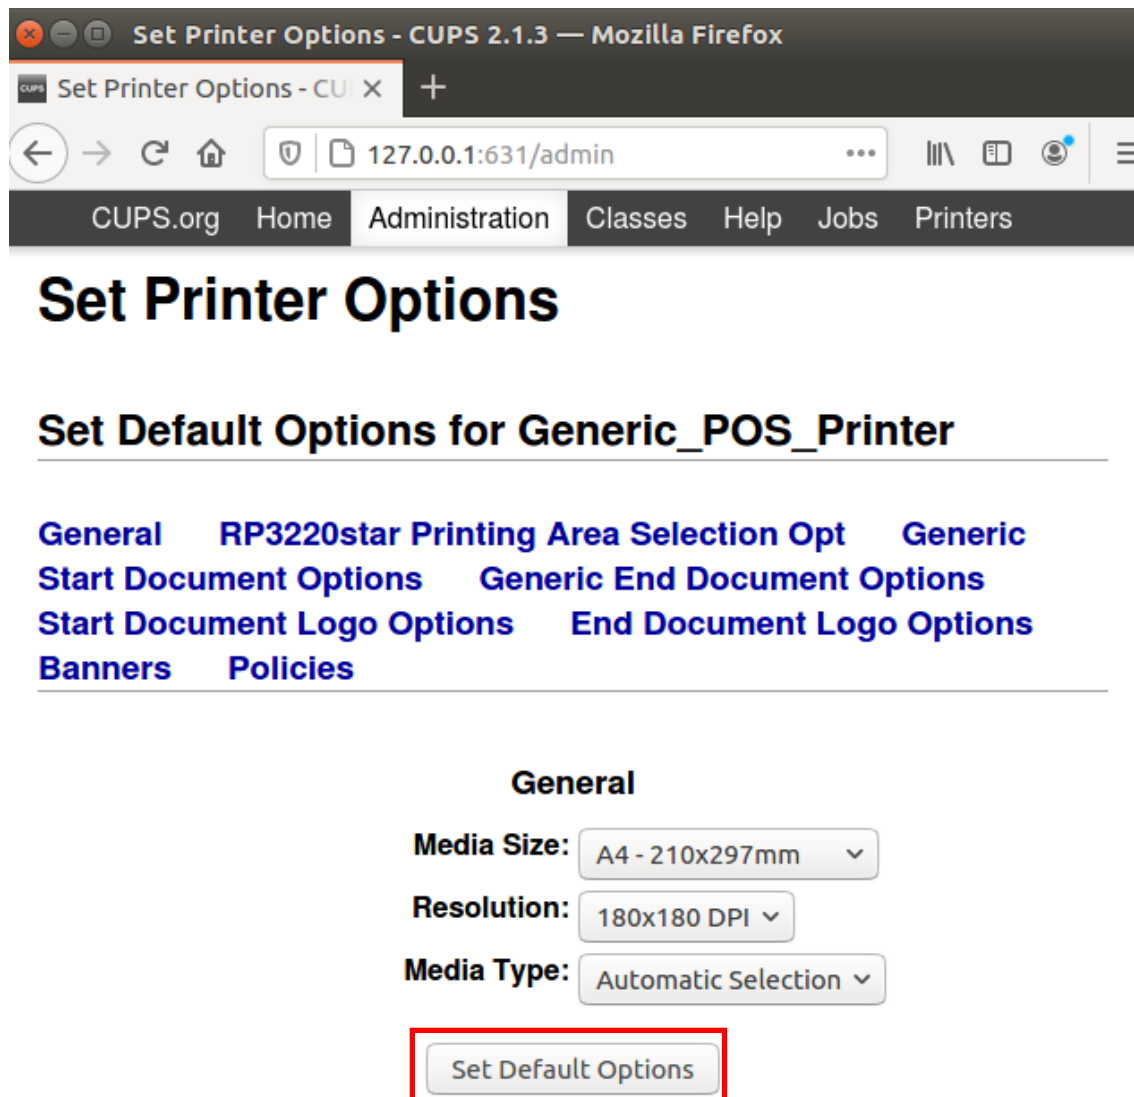 Set Printer Options - CUPS 2.1.3 — Mozilla Firefox
CUPS Set Printer Options - CU
127.0.0.1:631/admin
CUPS.org Home Administration Classes Help Jobs Printers
Set Printer Options
Set Default Options for Generic_POS_Printer
General RP3220star Printing Area Selection Opt Generic
Start Document Options Generic End Document Options
Start Document Logo Options End Document Logo Options
Banners Policies
General
Media Size: A4 - 210x297mm
Resolution: 180x180 DPI
Media Type: Automatic Selection
Set Default Options